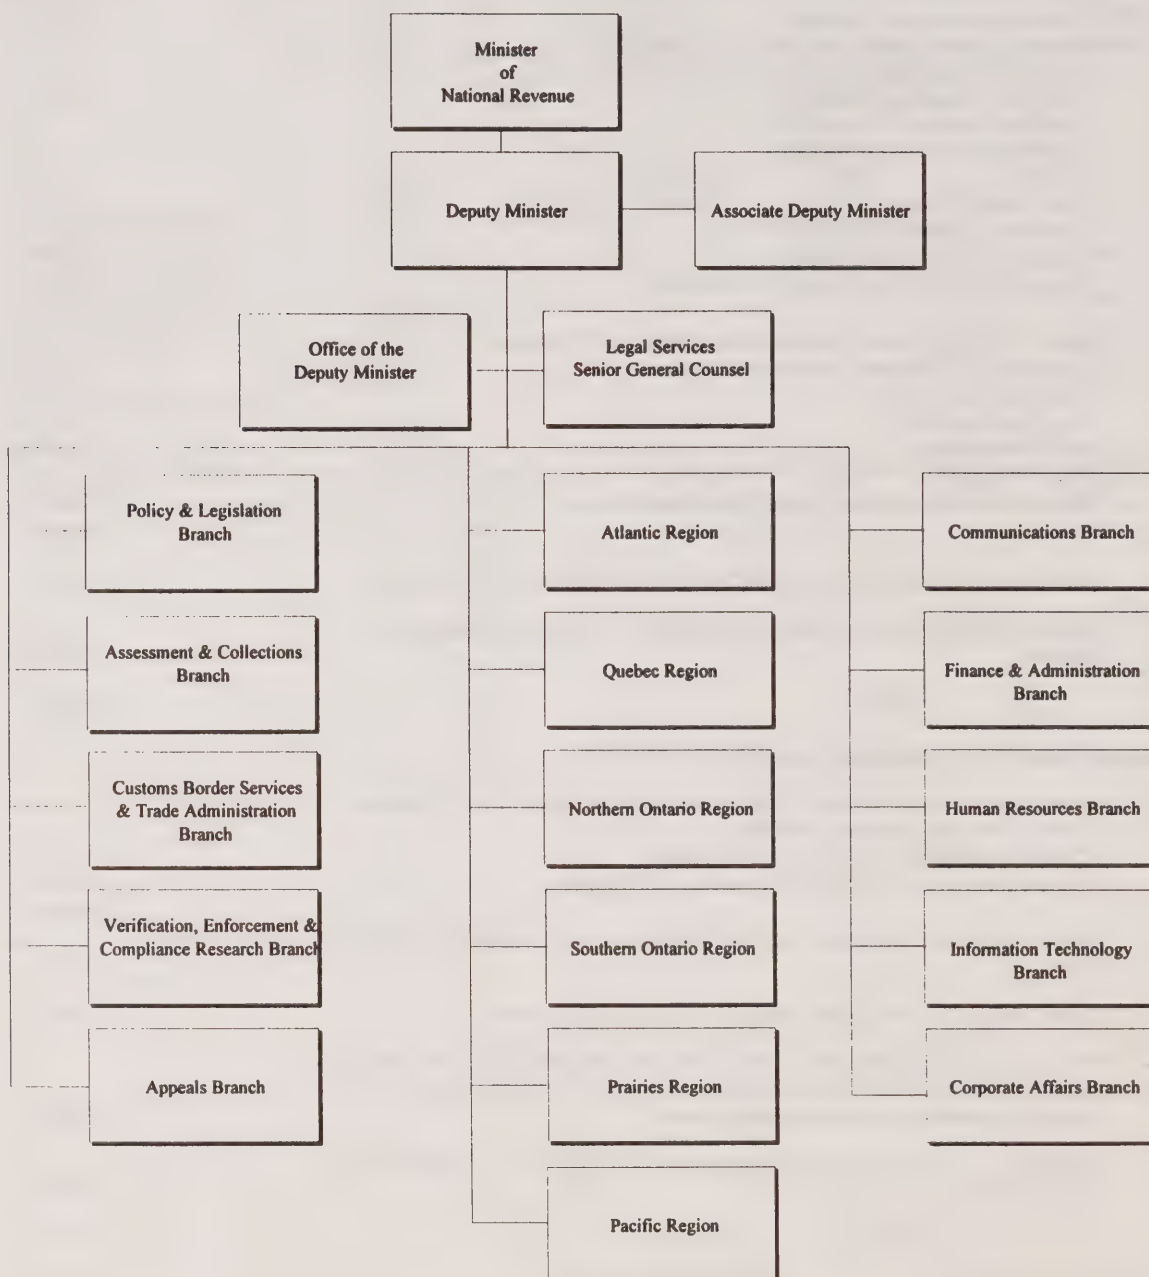 Minister
of
National Revenue
Deputy Minister
Associate Deputy Minister
Office of the
Deputy Minister
Legal Services
Senior General Counsel
Policy & Legislation
Branch
Assessment & Collections
Branch
Customs Border Services
& Trade Administration
Branch
Verification, Enforcement &
Compliance Research Branch
Appeals Branch
Atlantic Region
Quebec Region
Northern Ontario Region
Southern Ontario Region
Prairies Region
Pacific Region
Communications Branch
Finance & Administration
Branch
Human Resources Branch
Information Technology
Branch
Corporate Affairs Branch